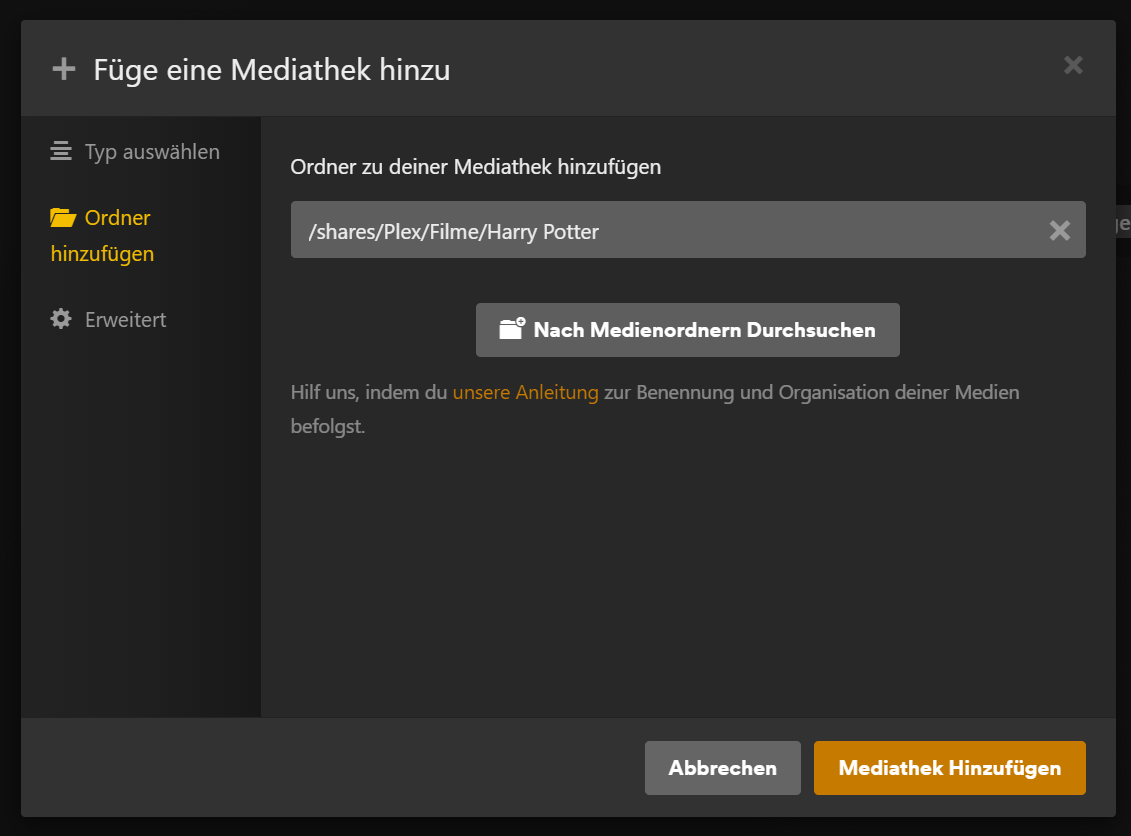 Füge eine Mediathek hinzu
Typ auswählen
Ordner
hinzufügen
Erweitert
Ordner zu deiner Mediathek hinzufügen
/shares/Plex/Filme/Harry Potter
Nach Medienordnern Durchsuchen
Hilf uns, indem du unsere Anleitung zur Benennung und Organisation deiner Medien
befolgst.
ge
Abbrechen
Mediathek Hinzufügen